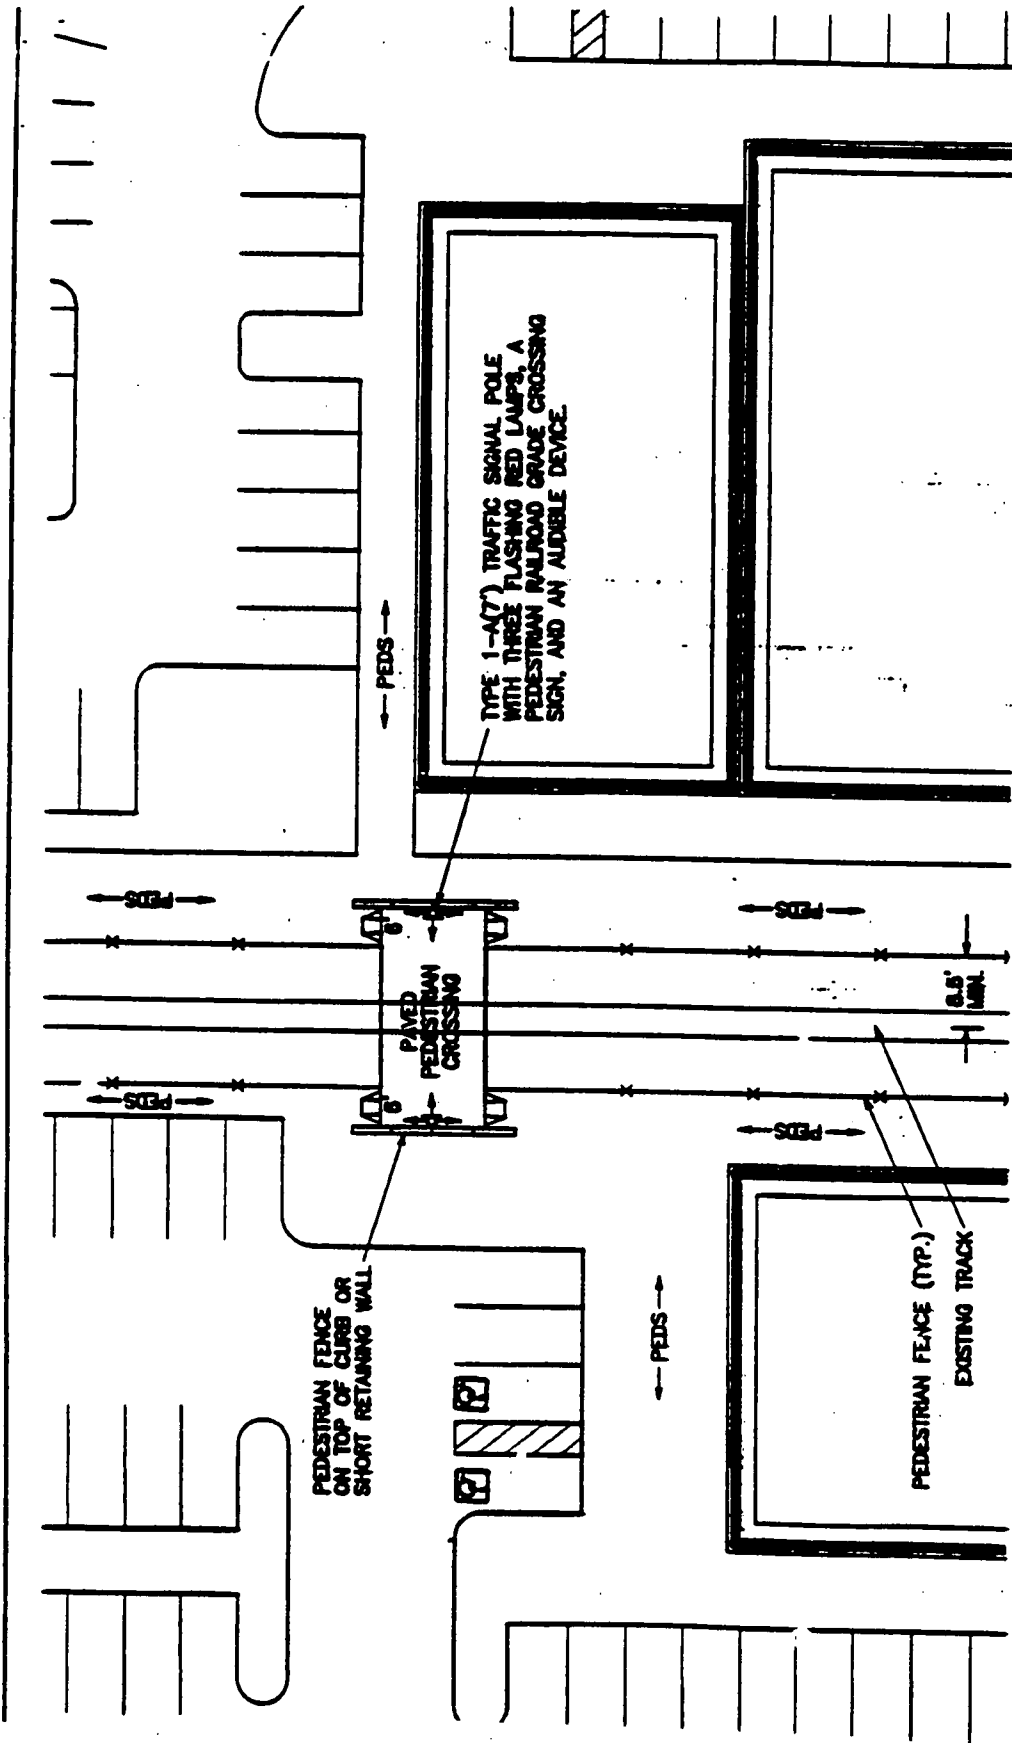 TYPE 1-A(7') TRAFFIC SIGNAL POLE
WITH THREE FLASHING RED LAMPS, A
PEDESTRIAN RAILROAD GRADE CROSSING
SIGN, AND AN AUDIBLE DEVICE.
PEDS
PEDS
PEDS
6'
PAVED
PEDESTRIAN
CROSSING
6'
8.5'
MIN.
PEDS
PEDS
PEDESTRIAN FENCE
ON TOP OF CURB OR
SHORT RETAINING WALL
PEDS
PEDESTRIAN FENCE (TYP.)
EXISTING TRACK